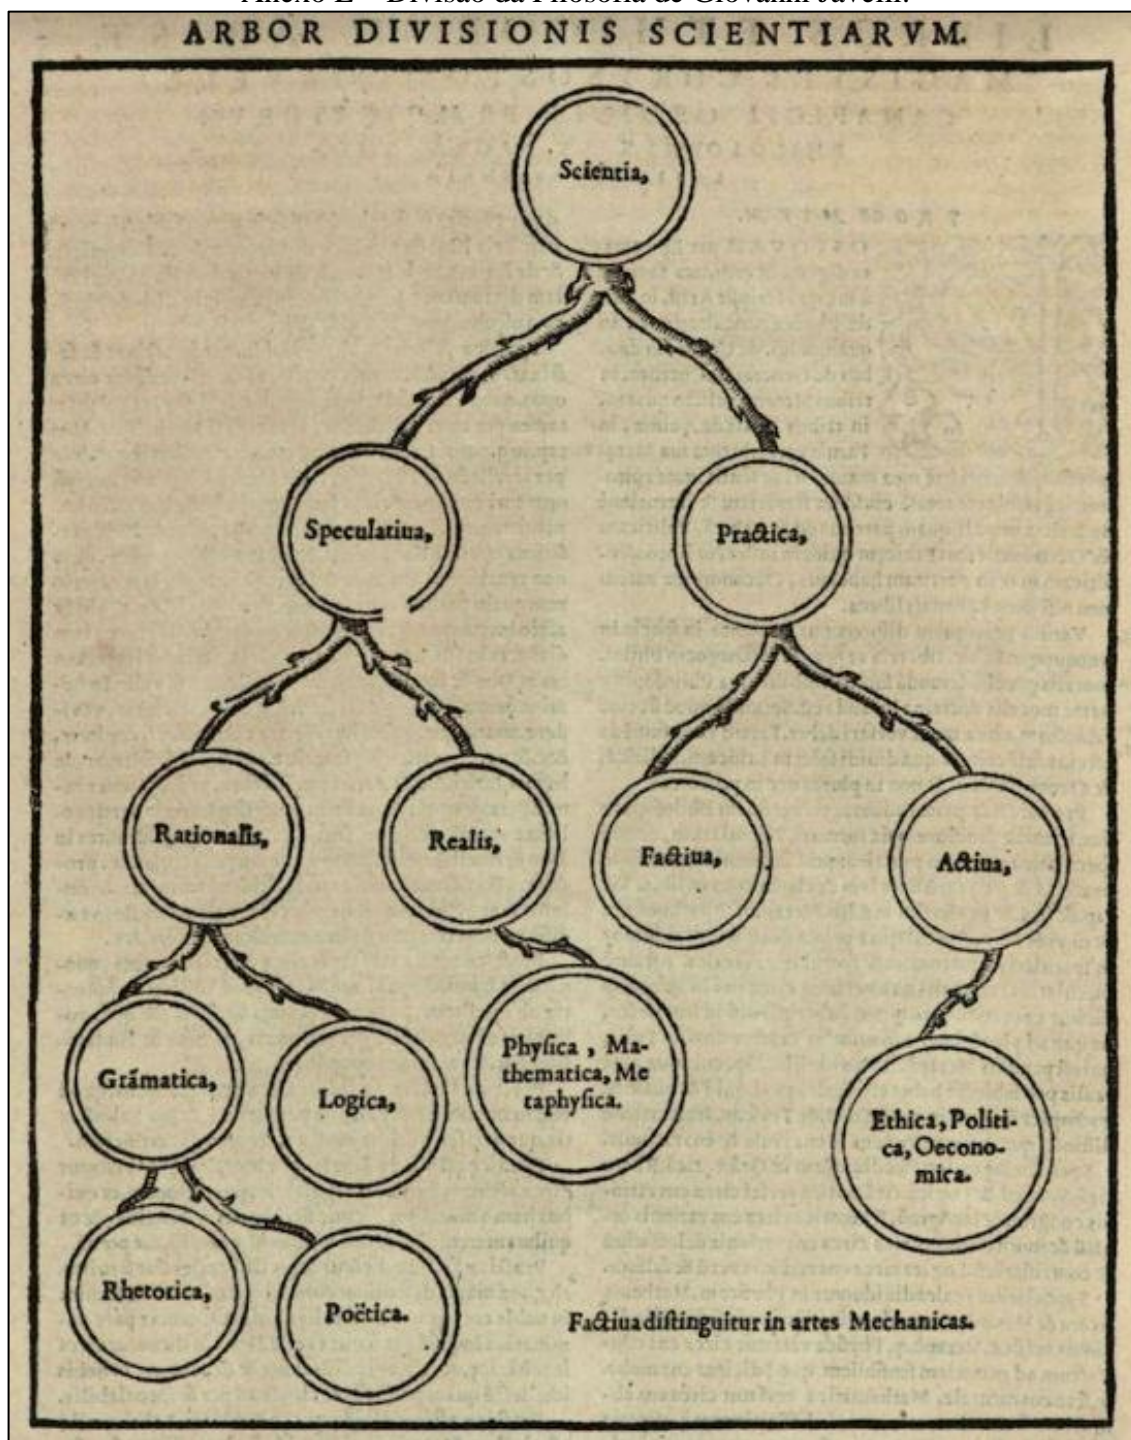 Anexo – Divisão da Filosofia de Giovanni Javelli.
ARBOR DIVISIONIS SCIENTIARVM.
Scientia,
Speculatiua,
Practica,
Rationalis,
Realis,
Factiua,
Actiua,
Grámatica,
Logica,
Phyſica , Ma-
thematica, Me
taphyſica.
Ethica, Politi-
ca, Oecono-
mica.
Rhetorica,
Poëtica.
Factiua diſtinguitur in artes Mechanicas.